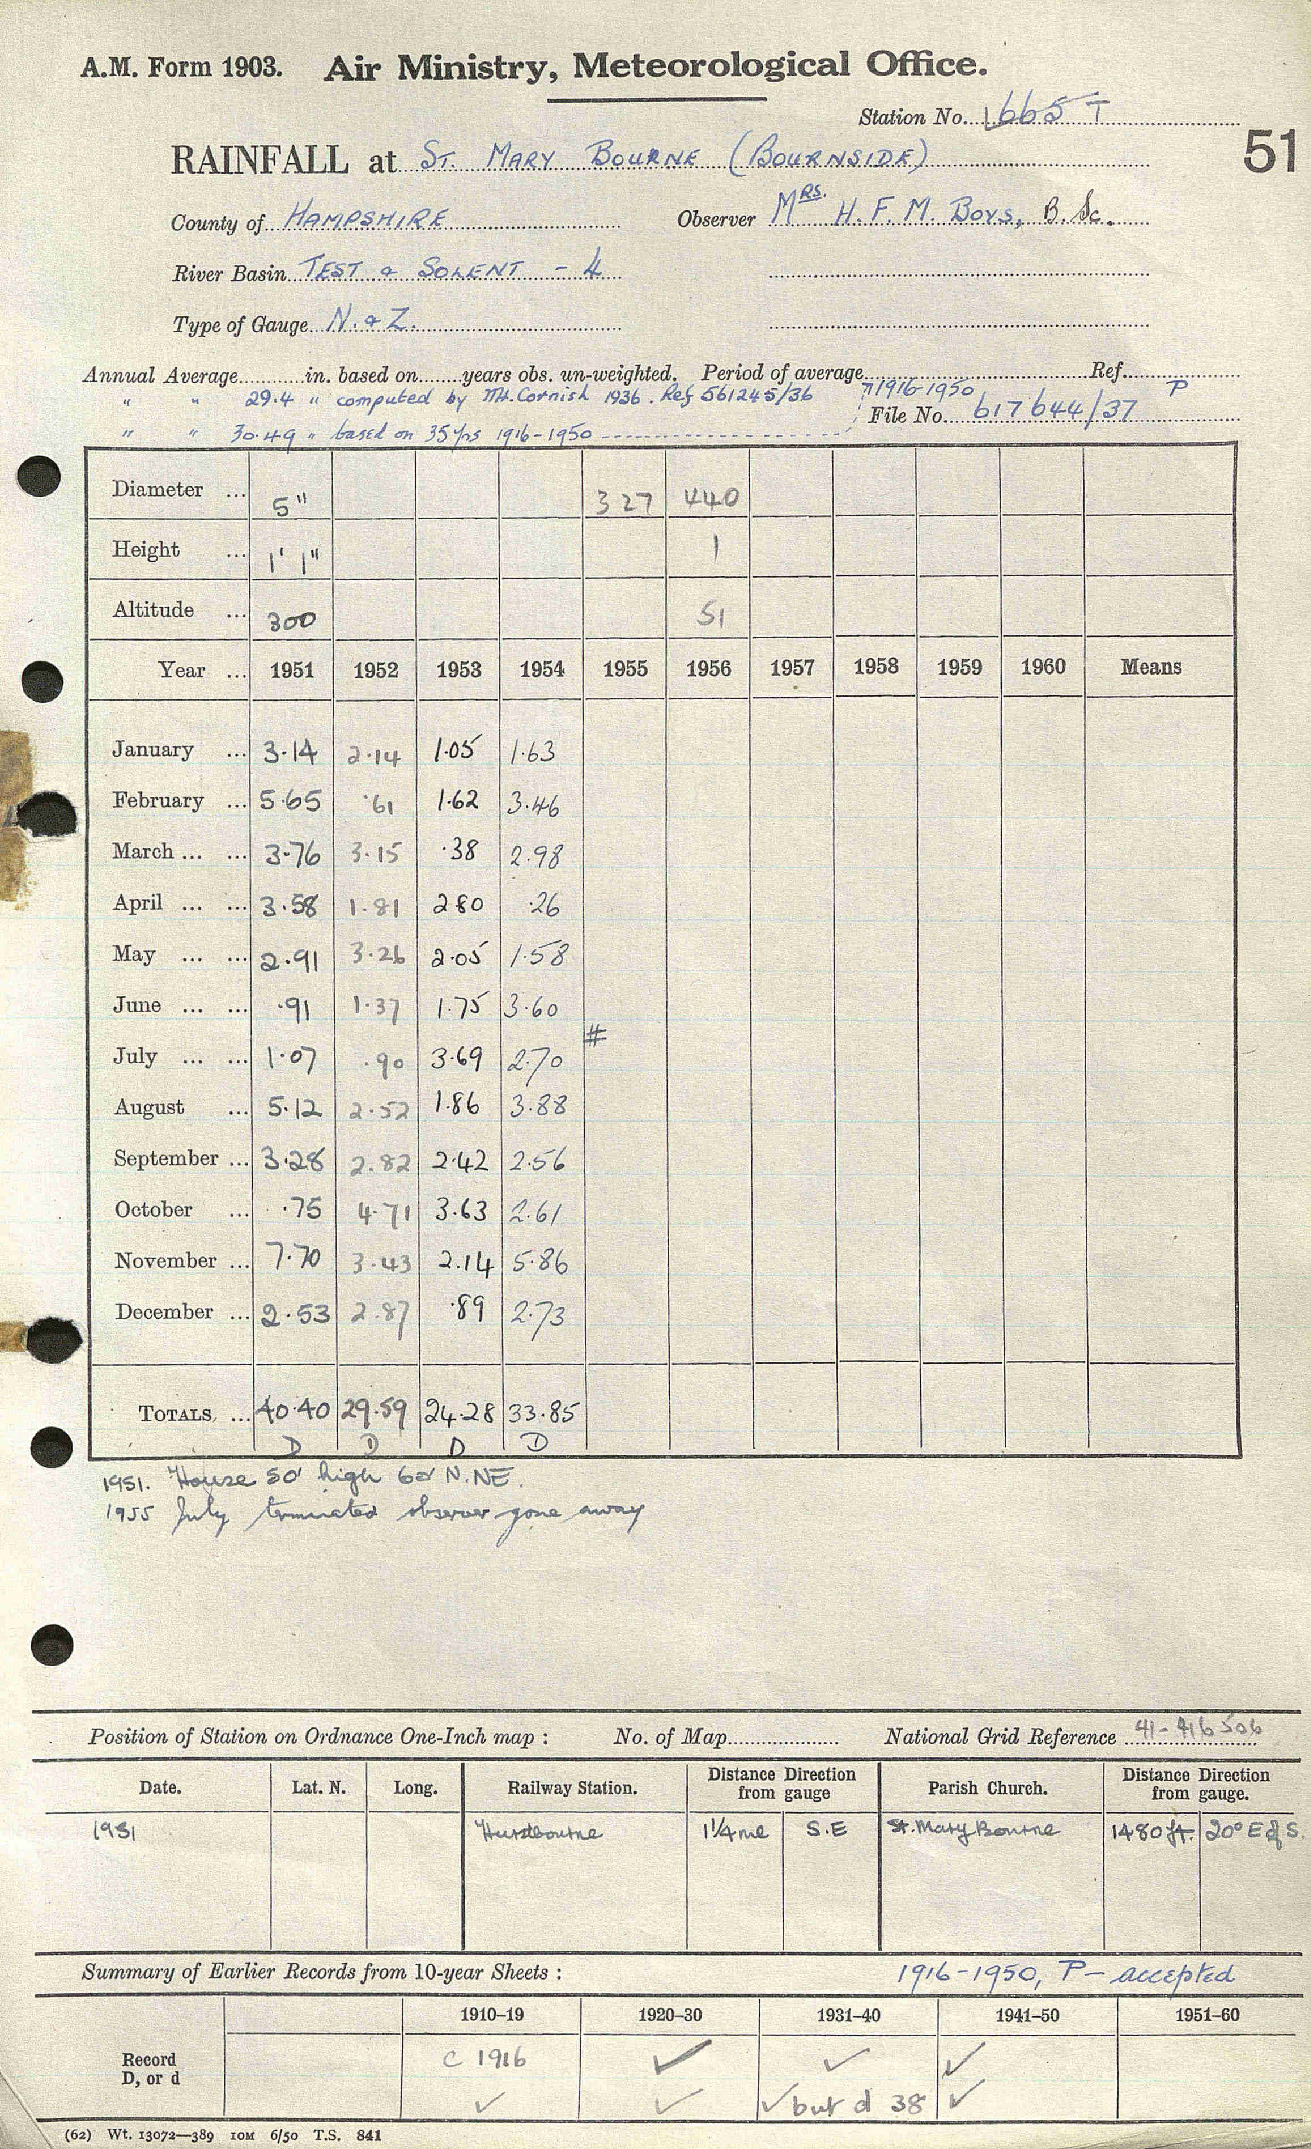 A.M. Form 1903. Air Ministry, Meteorological Office.
Station No. 665 T
51
RAINFALL at ST. MARY BOURNE (BOURNSIDE)
County of HAMPSHIRE Observer MRS. H. F. M. BOYS, B. Sc.
River Basin TEST & SOLENT - 4
Type of Gauge N. & Z.
Annual Average in. based on years obs. un-weighted. Period of average 1916-1950 Ref. P
" " 29.4 " computed by Mr. Cornish 1936. Ref 561245/36 File No. 617644/37
" " 30.49 " based on 35 yrs 1916-1950
Diameter ... 5" 327 440
Height ... 1' 1" 1
Altitude ... 300 51
Year ... 1951 1952 1953 1954 1955 1956 1957 1958 1959 1960 Means
January ... 3.14 2.14 1.05 1.63
February ... 5.65 .61 1.62 3.46
March ... ... 3.76 3.15 .38 2.98
April ... ... 3.58 1.81 2.80 .26
May ... ... 2.91 3.26 2.05 1.58
June ... ... .91 1.37 1.75 3.60
#
July ... ... 1.07 .90 3.69 2.70
August ... 5.12 2.52 1.86 3.88
September ... 3.28 2.82 2.42 2.56
October ... .75 4.71 3.63 2.61
November ... 7.70 3.43 2.14 5.86
December ... 2.53 2.87 .89 2.73
TOTALS ... 40.40 29.59 24.28 33.85
D D D D
1951. House 50' high 60' N.NE.
1955 July terminated observer gone away
Position of Station on Ordnance One-Inch map : No. of Map National Grid Reference 41-416506
Date. Lat. N. Long. Railway Station. Distance Direction from gauge Parish Church. Distance Direction from gauge.
1951 Hurstbourne 1¼ me S.E St. Mary Bourne 1480 ft. 20° E of S.
Summary of Earlier Records from 10-year Sheets : 1916-1950, P - accepted
1910-19 1920-30 1931-40 1941-50 1951-60
Record c 1916 ✓ ✓ ✓
D, or d ✓ ✓ ✓ but d 38 ✓
(62) Wt. 13072—389 10M 6/50 T.S. 841